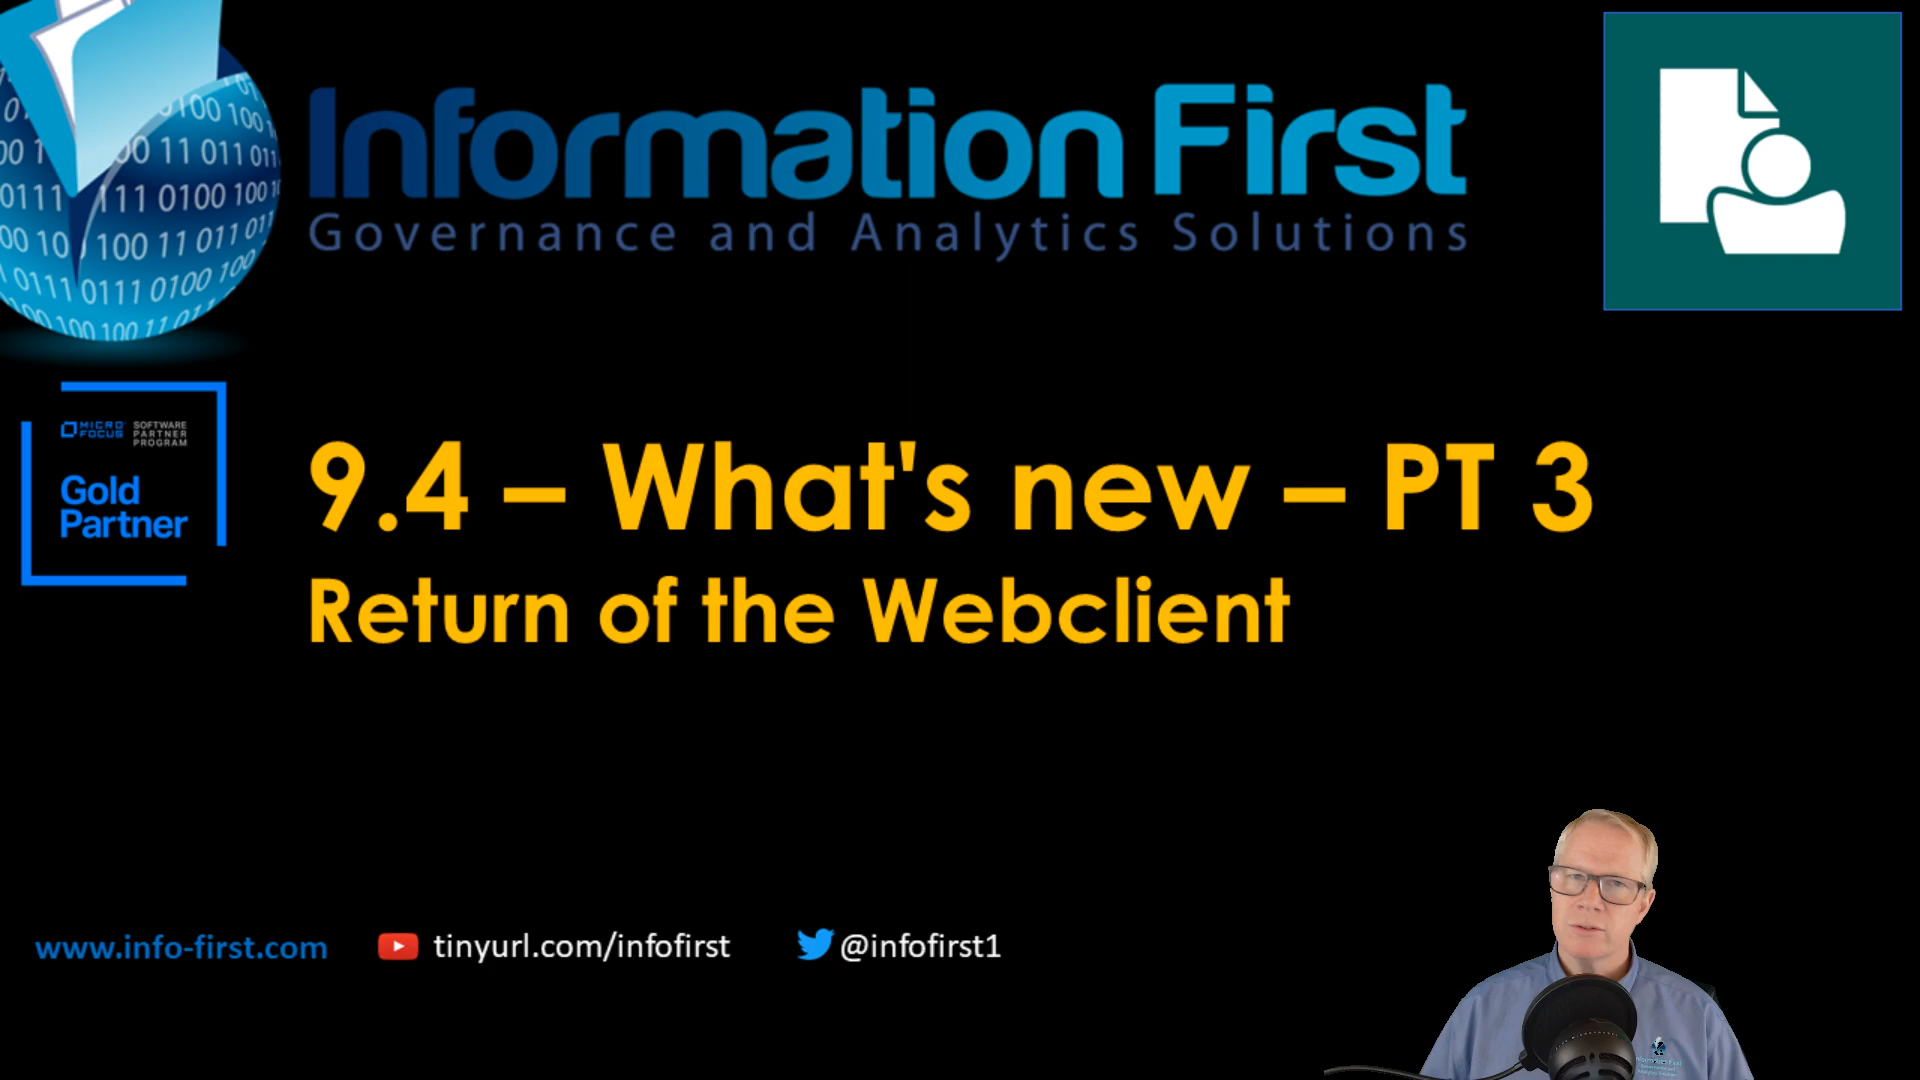 Information First
Governance and Analytics Solutions
MICRO FOCUS
SOFTWARE
PARTNER
PROGRAM
Gold
Partner
9.4 – What's new – PT 3
Return of the Webclient
www.info-first.com
tinyurl.com/infofirst
@infofirst1